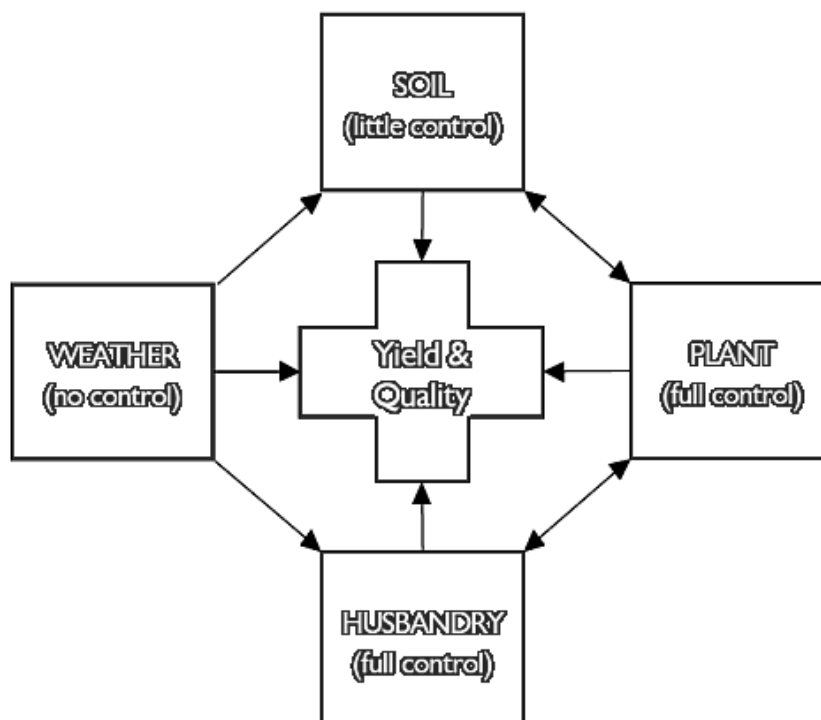 SOIL
(little control)
WEATHER
(no control)
Yield &
Quality
PLANT
(full control)
HUSBANDRY
(full control)